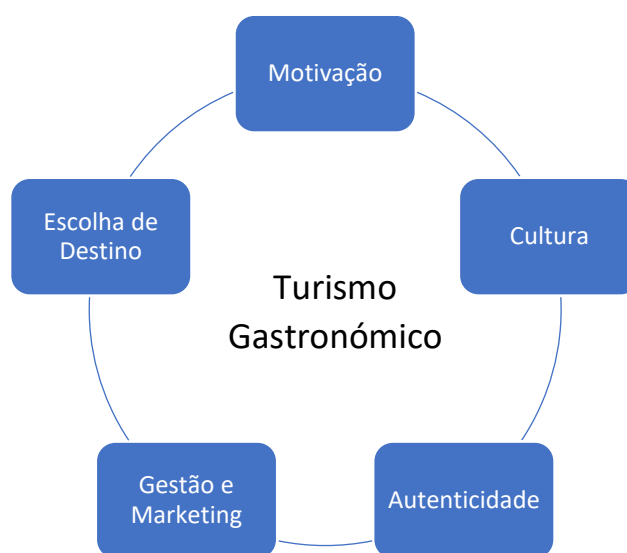 Motivação
Escolha de
Destino
Cultura
Turismo
Gastronómico
Gestão e
Marketing
Autenticidade